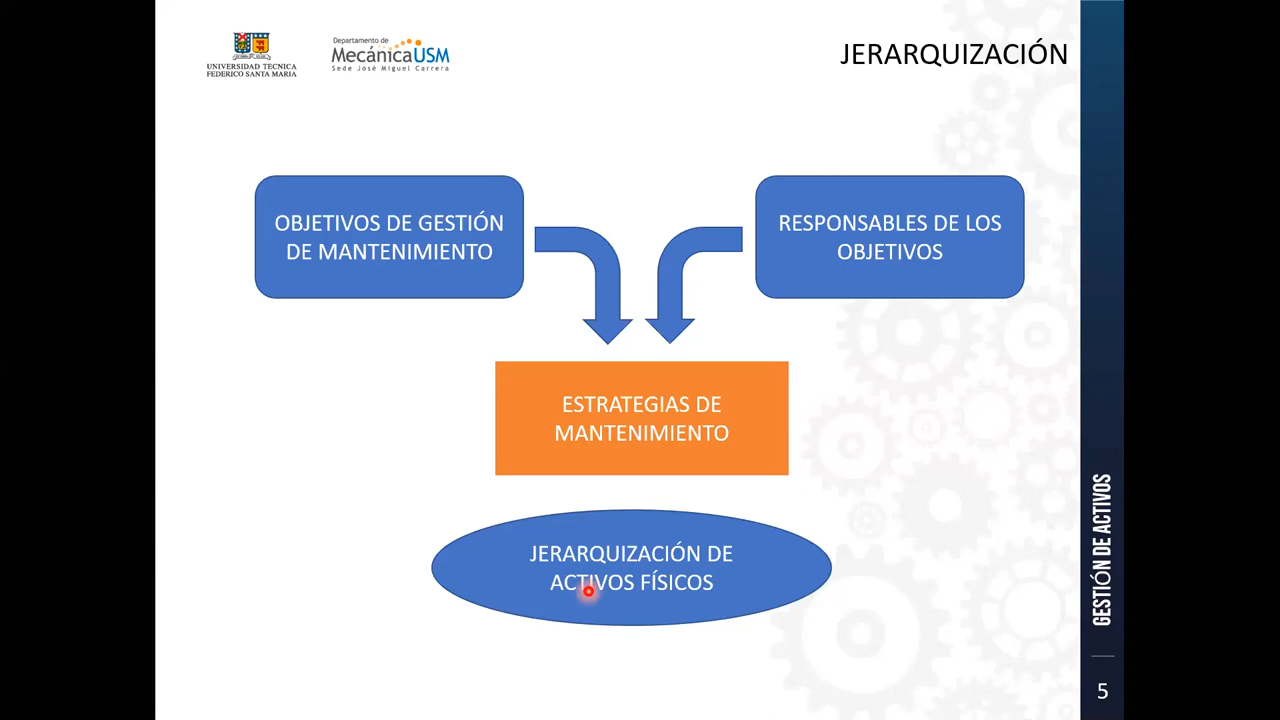 UNIVERSIDAD TECNICA
FEDERICO SANTA MARIA
Departamento de
MecánicaUSM
Sede José Miguel Carrera
JERARQUIZACIÓN
OBJETIVOS DE GESTIÓN
DE MANTENIMIENTO
RESPONSABLES DE LOS
OBJETIVOS
ESTRATEGIAS DE
MANTENIMIENTO
JERARQUIZACIÓN DE
ACTIVOS FÍSICOS
GESTIÓN DE ACTIVOS
5